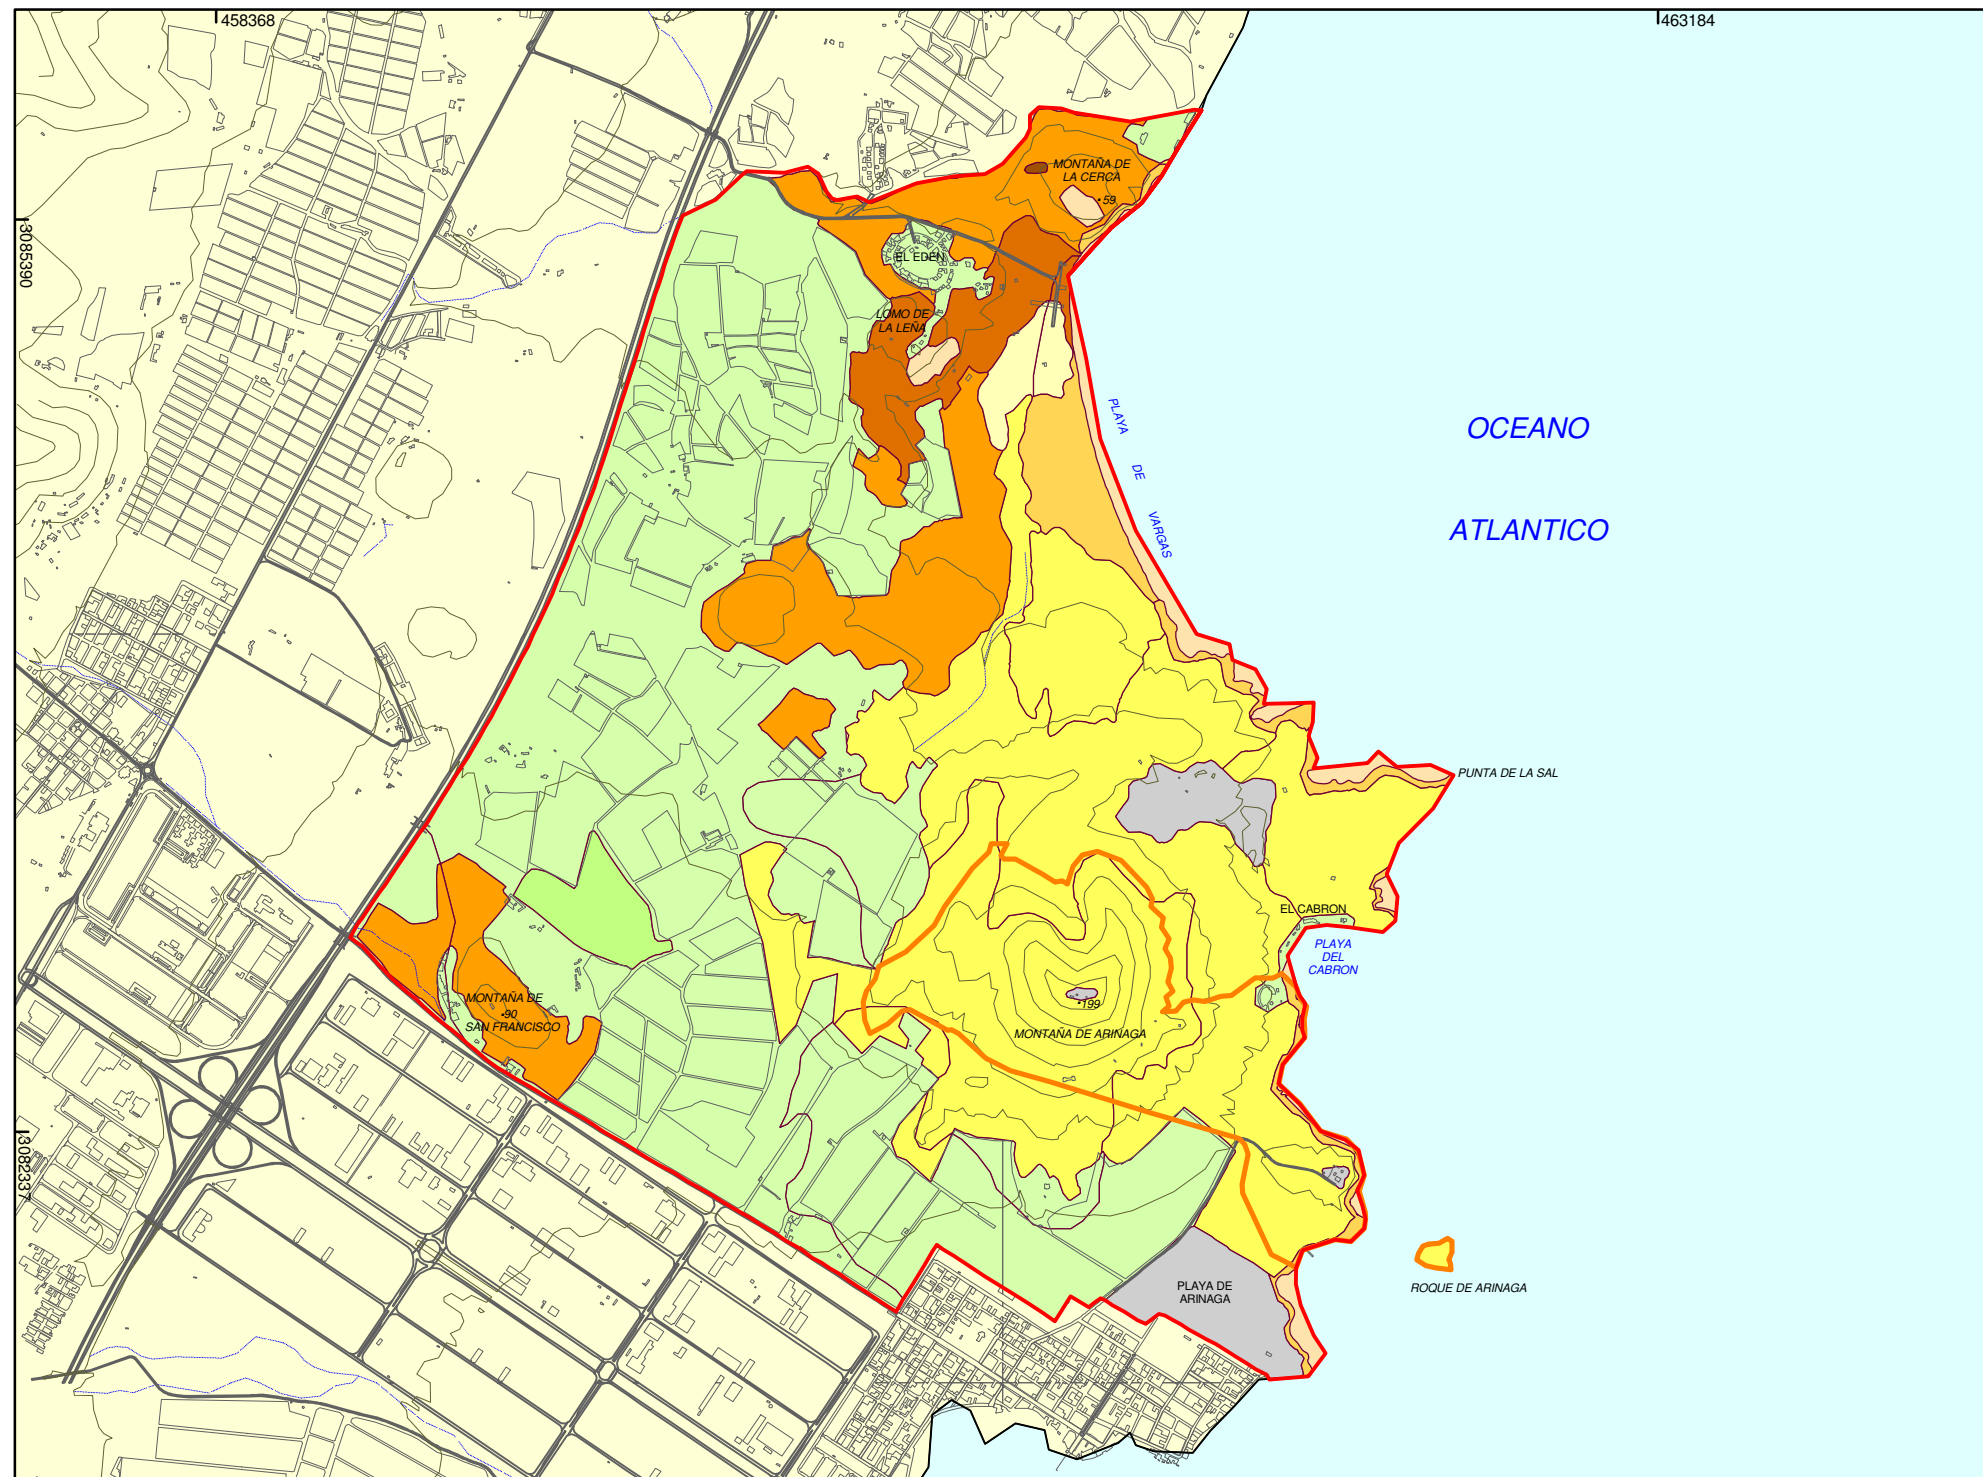 458368
463184
3085390
MONTAÑA DE
LA CERCA
59
EL EDEN
LOMO DE
LA LEÑA
PLAYA
DE
VARGAS
OCEANO
ATLANTICO
PUNTA DE LA SAL
EL CABRON
PLAYA
DEL
CABRON
MONTAÑA DE
90
SAN FRANCISCO
199
MONTAÑA DE ARINAGA
3082337
PLAYA DE
ARINAGA
ROQUE DE ARINAGA